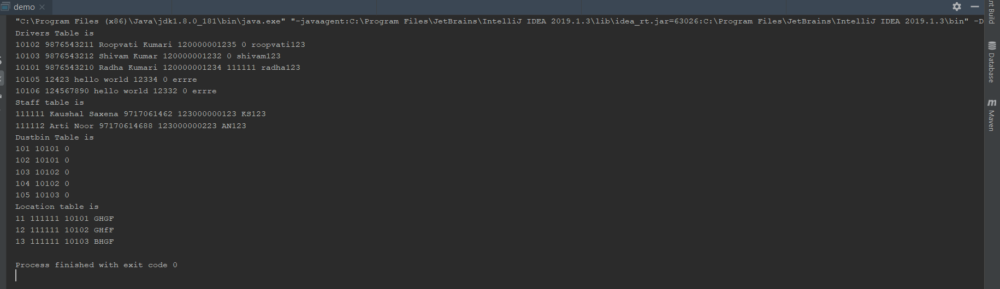 demo
"C:\Program Files (x86)\Java\jdk1.8.0_181\bin\java.exe" "-javaagent:C:\Program Files\JetBrains\IntelliJ IDEA 2019.1.3\lib\idea_rt.jar=63026:C:\Program Files\JetBrains\IntelliJ IDEA 2019.1.3\bin" -D
Drivers Table is
10102 9876543211 Roopvati Kumari 120000001235 0 roopvati123
10103 9876543212 Shivam Kumar 120000001232 0 shivam123
10101 9876543210 Radha Kumari 120000001234 111111 radha123
10105 12423 hello world 12334 0 errre
10106 124567890 hello world 12332 0 errre
Staff table is
111111 Kaushal Saxena 9717061462 123000000123 KS123
111112 Arti Noor 97170614688 123000000223 AN123
Dustbin Table is
101 10101 0
102 10101 0
103 10102 0
104 10102 0
105 10103 0
Location table is
11 111111 10101 GHGF
12 111111 10102 GHfF
13 111111 10103 BHGF
Process finished with exit code 0
nt Build
Database
m Maven